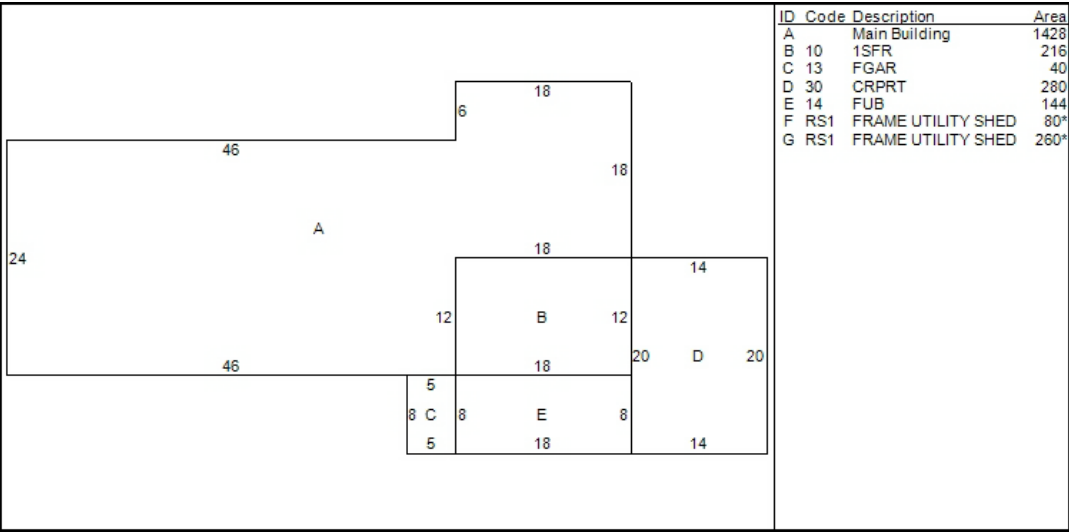 ID Code Description Area
A Main Building 1428
B 10 1SFR 216
C 13 FGAR 40
D 30 CRPRT 280
E 14 FUB 144
F RS1 FRAME UTILITY SHED 80*
G RS1 FRAME UTILITY SHED 260*
18
6
46
18
A
18
24
14
12 B 12
20 D 20
46
18
5
8 C 8 E 8
5
18
14